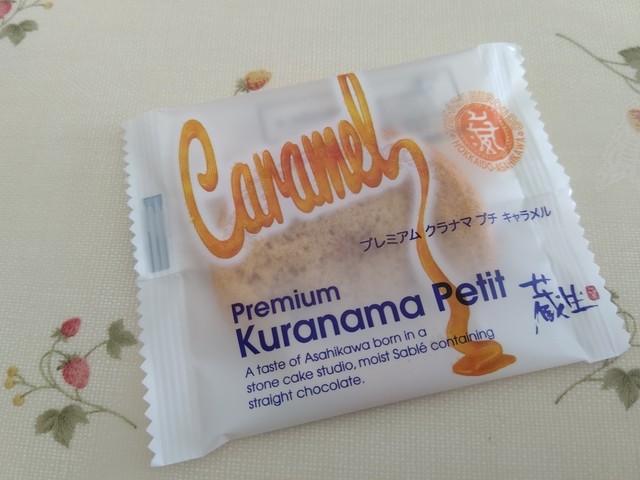 Caramel
プレミアム クラナマ プチ キャラメル
Premium
Kuranama Petit
蔵生
A taste of Asahikawa born in a
stone cake studio, moist Sablé containing
straight chocolate.